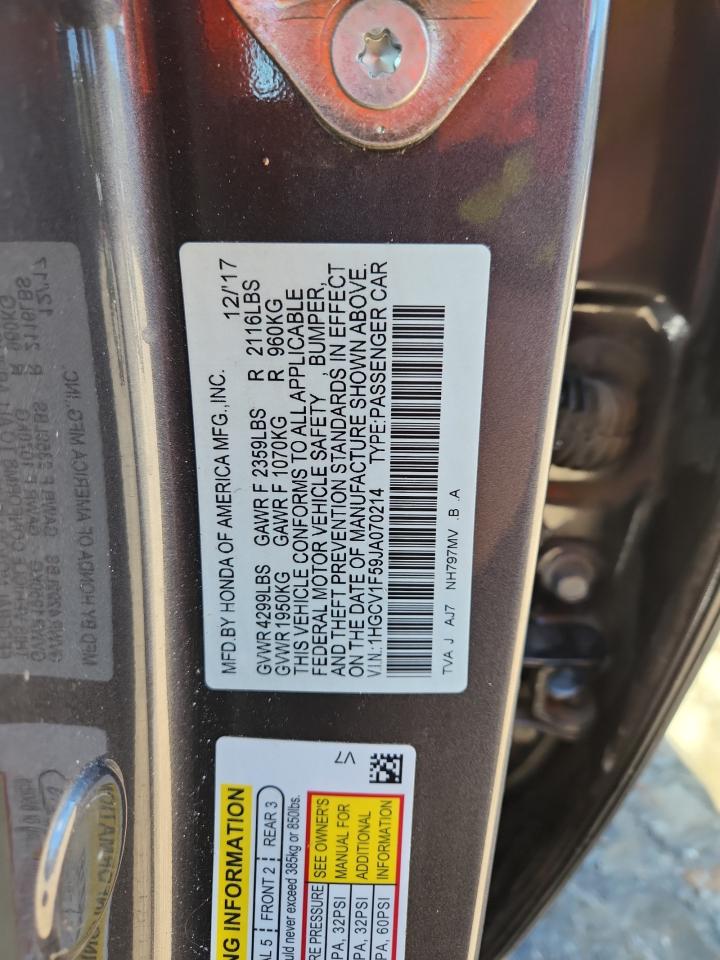 MFD.BY HONDA OF AMERICA MFG.,INC. 12/'17
GVWR 4299LBS GAWR F 2359LBS R 2116LBS
GVWR 1950KG GAWR F 1070KG R 960KG
THIS VEHICLE CONFORMS TO ALL APPLICABLE
FEDERAL MOTOR VEHICLE SAFETY , BUMPER,
AND THEFT PREVENTION STANDARDS IN EFFECT
ON THE DATE OF MANUFACTURE SHOWN ABOVE.
V.I.N.:1HGCV1F59JA070214 TYPE:PASSENGER CAR
TVA J AJ7 NH797MV .B .A
NG INFORMATION
AL 5 FRONT 2 REAR 3
uld never exceed 385kg or 850lbs.
RE PRESSURE
PA, 32PSI
PA, 32PSI
PA, 60PSI
SEE OWNER'S
MANUAL FOR
ADDITIONAL
INFORMATION